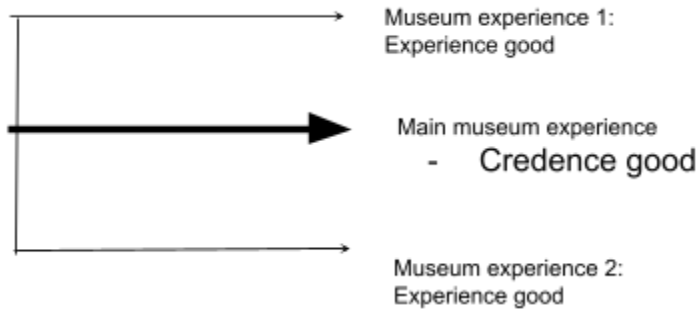 Museum experience 1:
Experience good
Main museum experience
- Credence good
Museum experience 2:
Experience good